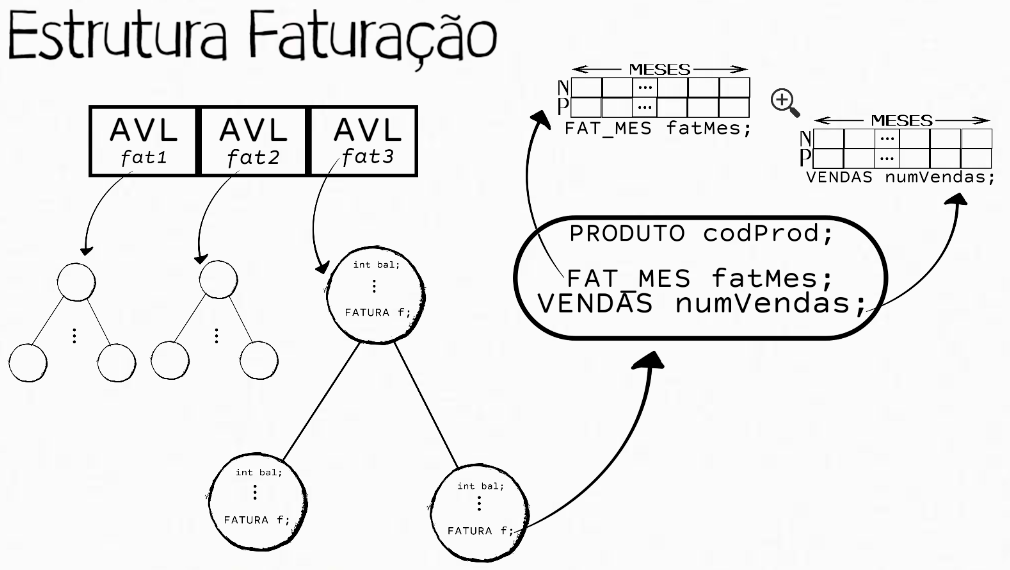 Estrutura Faturação
MESES
N ...
P ...
FAT_MES fatMes;
MESES
N ...
P ...
VENDAS numVendas;
AVL AVL AVL
fat1 fat2 fat3
PRODUTO codProd;
FAT_MES fatMes;
VENDAS numVendas;
int bal;
⋮
FATURA f;
⋮
⋮
int bal;
⋮
FATURA f;
int bal;
⋮
FATURA f;